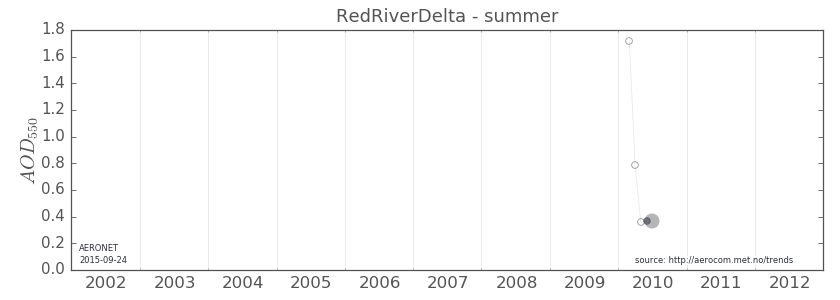 RedRiverDelta - summer
1.8
1.6
1.4
1.2
1.0
0.8
0.6
0.4
0.2
0.0
AOD550
AERONET
2015-09-24
source: http://aerocom.met.no/trends
2002 2003 2004 2005 2006 2007 2008 2009 2010 2011 2012